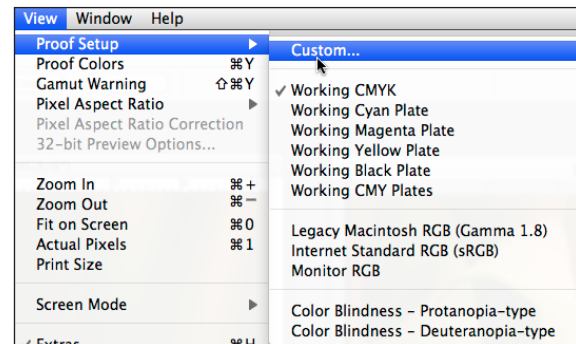 View Window Help
Proof Setup ▶
Proof Colors ⌘Y
Gamut Warning ⇧⌘Y
Pixel Aspect Ratio ▶
Pixel Aspect Ratio Correction
32-bit Preview Options...
Zoom In ⌘+
Zoom Out ⌘−
Fit on Screen ⌘0
Actual Pixels ⌘1
Print Size
Screen Mode ▶
✓ Extras ⌘H
Custom...
✓ Working CMYK
Working Cyan Plate
Working Magenta Plate
Working Yellow Plate
Working Black Plate
Working CMY Plates
Legacy Macintosh RGB (Gamma 1.8)
Internet Standard RGB (sRGB)
Monitor RGB
Color Blindness – Protanopia-type
Color Blindness – Deuteranopia-type